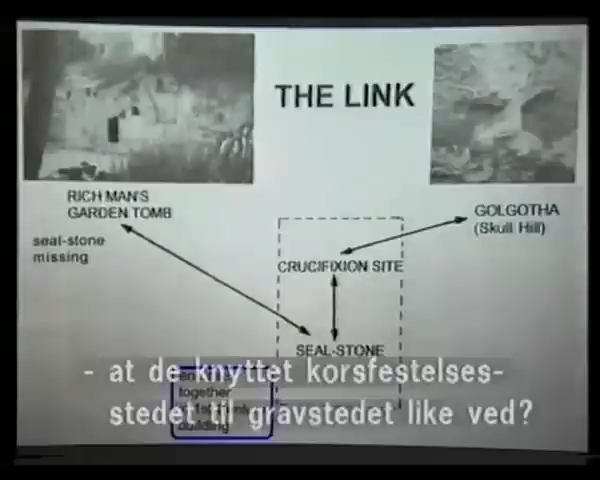 THE LINK
RICH MAN'S
GARDEN TOMB
seal-stone
missing
GOLGOTHA
(Skull Hill)
CRUCIFIXION SITE
SEAL-STONE
together
building
- at de knyttet korsfestelses-
stedet til gravstedet like ved?